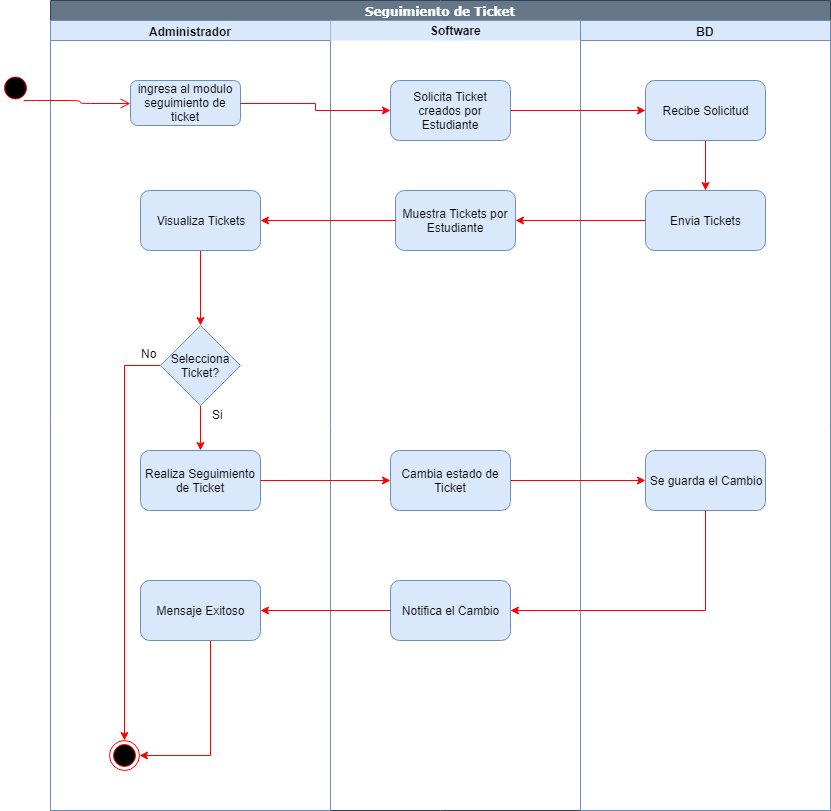 Seguimiento de Ticket
Administrador
Software
BD
ingresa al modulo
seguimiento de
ticket
Solicita Ticket
creados por
Estudiante
Recibe Solicitud
Visualiza Tickets
Muestra Tickets por
Estudiante
Envia Tickets
No
Selecciona
Ticket?
Si
Realiza Seguimiento
de Ticket
Cambia estado de
Ticket
Se guarda el Cambio
Mensaje Exitoso
Notifica el Cambio